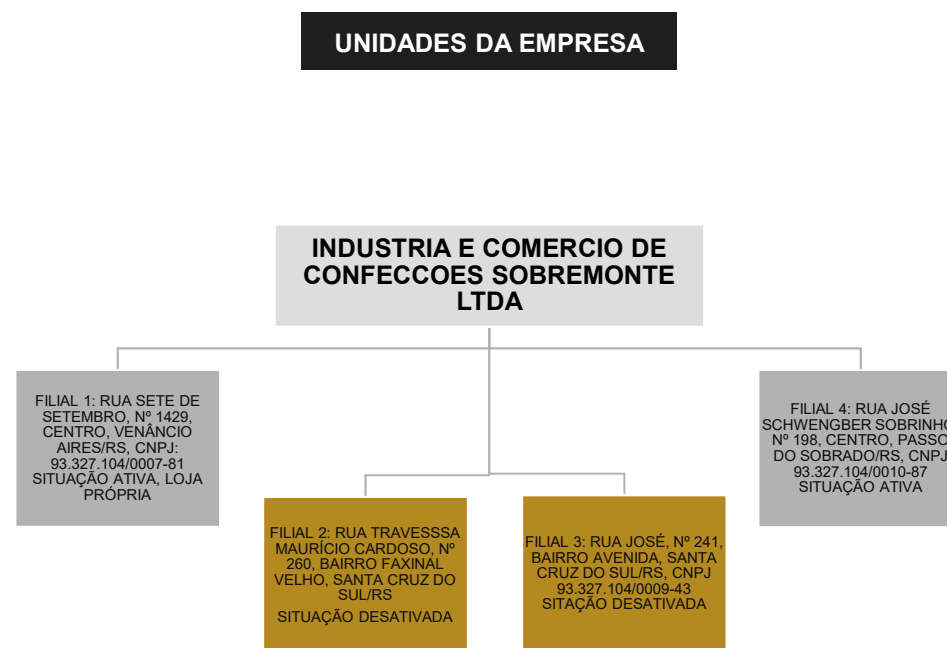 UNIDADES DA EMPRESA
INDUSTRIA E COMERCIO DE
CONFECCOES SOBREMONTE
LTDA
FILIAL 1: RUA SETE DE
SETEMBRO, Nº 1429,
CENTRO, VENÂNCIO
AIRES/RS, CNPJ:
93.327.104/0007-81
SITUAÇÃO ATIVA, LOJA
PRÓPRIA
FILIAL 2: RUA TRAVESSSA
MAURÍCIO CARDOSO, Nº
260, BAIRRO FAXINAL
VELHO, SANTA CRUZ DO
SUL/RS
SITUAÇÃO DESATIVADA
FILIAL 3: RUA JOSÉ, Nº 241,
BAIRRO AVENIDA, SANTA
CRUZ DO SUL/RS, CNPJ
93.327.104/0009-43
SITAÇÃO DESATIVADA
FILIAL 4: RUA JOSÉ
SCHWENGBER SOBRINHO
Nº 198, CENTRO, PASSO
DO SOBRADO/RS, CNPJ
93.327.104/0010-87
SITUAÇÃO ATIVA